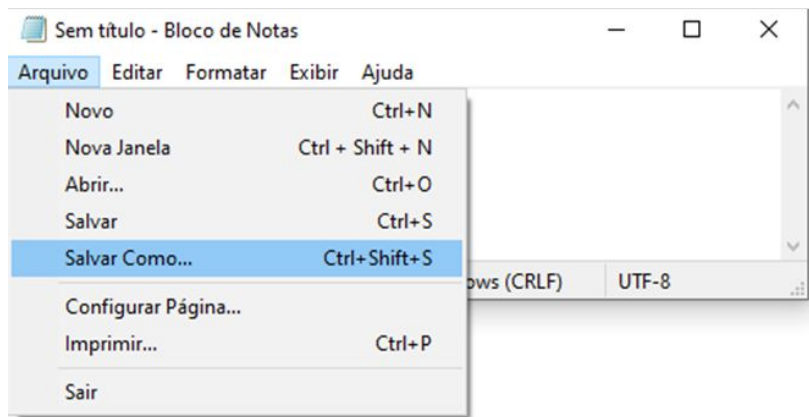 Sem título - Bloco de Notas
Arquivo Editar Formatar Exibir Ajuda
Novo Ctrl+N
Nova Janela Ctrl + Shift + N
Abrir... Ctrl+O
Salvar Ctrl+S
Salvar Como... Ctrl+Shift+S
ows (CRLF) UTF-8
Configurar Página...
Imprimir... Ctrl+P
Sair